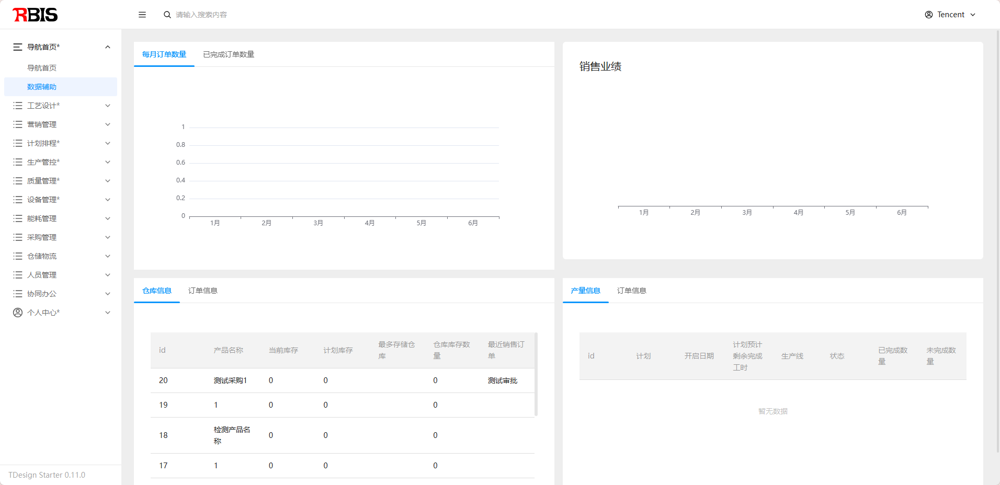 RBIS
请输入搜索内容
Tencent
导航首页*
导航首页
数据辅助
工艺设计*
营销管理
计划排程*
生产管控*
质量管理*
设备管理*
能耗管理
采购管理
仓储物流
人员管理
协同办公
个人中心*
TDesign Starter 0.11.0
每月订单数量 已完成订单数量
1
0.8
0.6
0.4
0.2
0
1月 2月 3月 4月 5月 6月
销售业绩
1月 2月 3月 4月 5月 6月
仓库信息 订单信息
id 产品名称 当前库存 计划库存 最多存储仓库 仓库库存数量 最近销售订单
20 测试采购1 0 0 0 测试审批
19 1 0 0 0
18 检测产品名称 0 0 0
17 1 0 0 0
产量信息 订单信息
id 计划 开启日期 计划预计剩余完成工时 生产线 状态 已完成数量 未完成数量
暂无数据